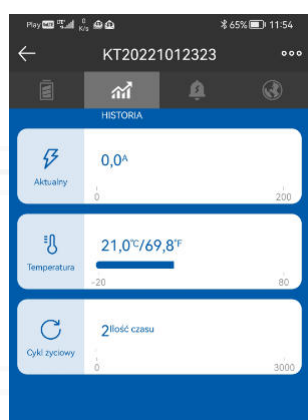 Play 0 K/s 65% 11:54
KT20221012323
HISTORIA
0,0A
Aktualny
0 200
21,0°C/69,8°F
Temperatura
-20 80
2Ilość czasu
Cykl życiowy
0 3000